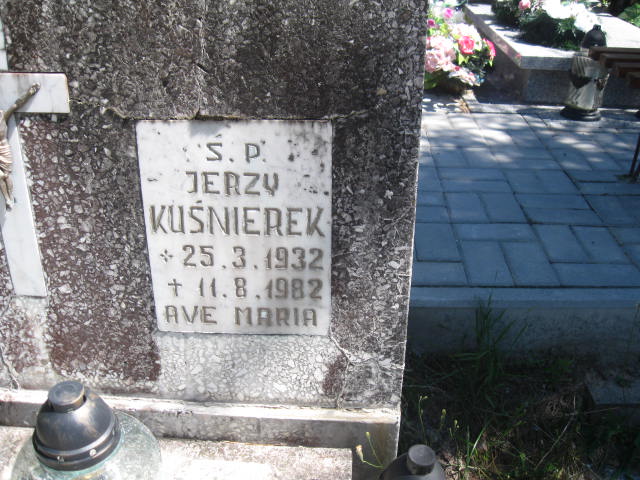 Ś.P.
JERZY
KUŚNIEREK
* 25.3.1932
† 11.8.1982
AVE MARIA